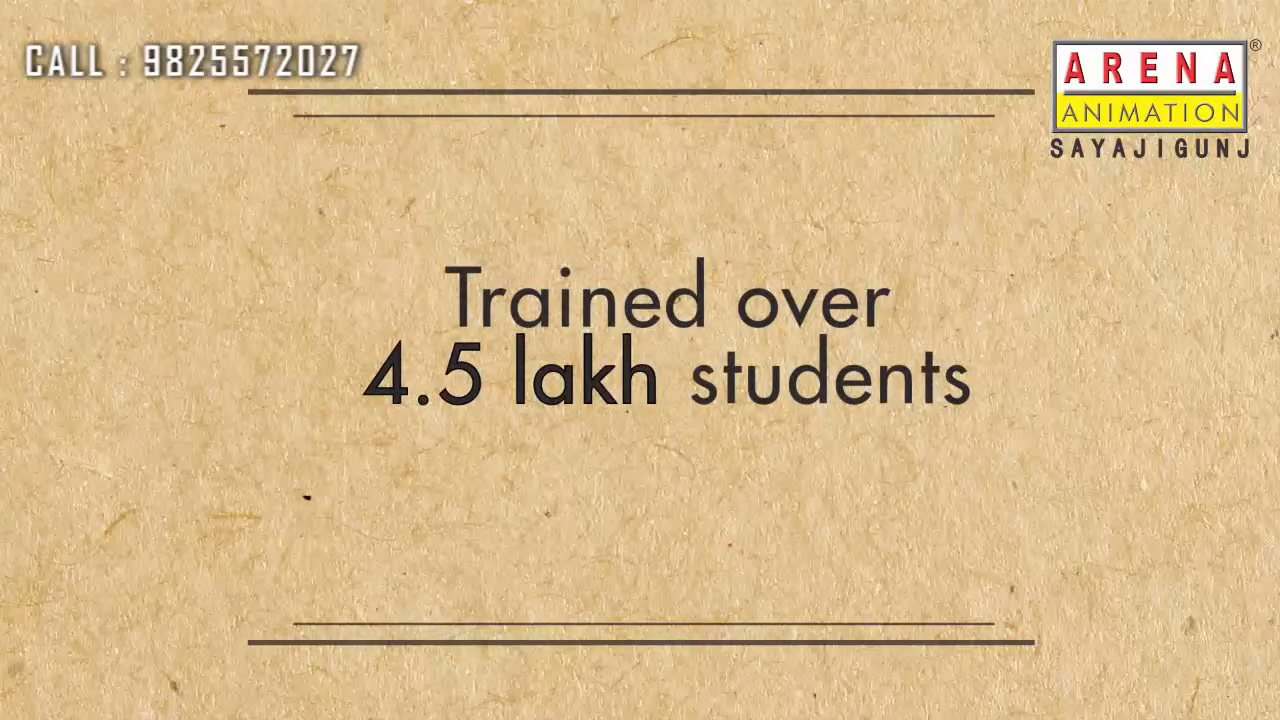 CALL : 9825572027
ARENA®
ANIMATION
SAYAJIGUNJ
Trained over
4.5 lakh students